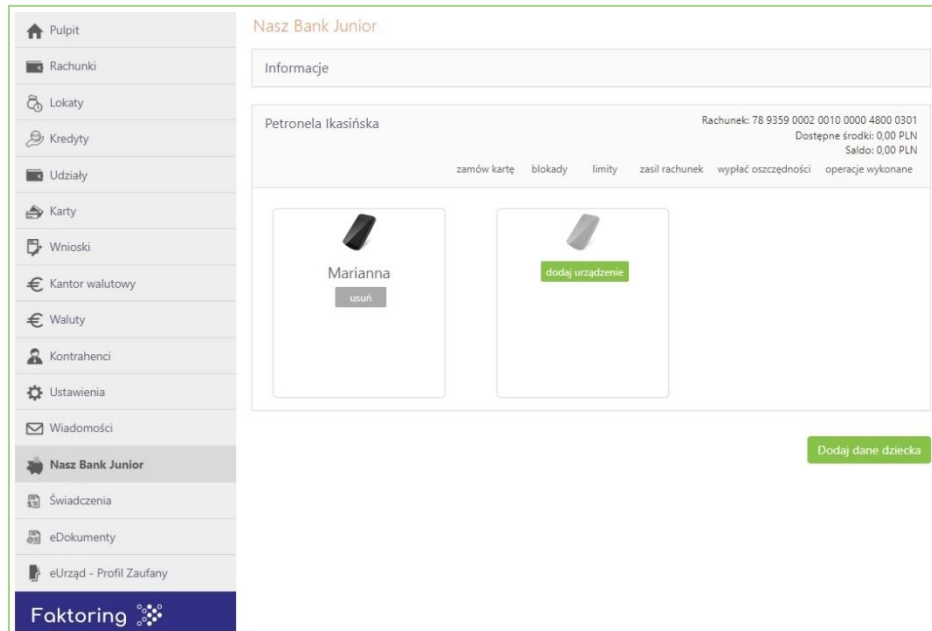 Pulpit
Rachunki
Lokaty
Kredyty
Udziały
Karty
Wnioski
Kantor walutowy
Waluty
Kontrahenci
Ustawienia
Wiadomości
Nasz Bank Junior
Świadczenia
eDokumenty
eUrząd - Profil Zaufany
Faktoring
Nasz Bank Junior
Informacje
Petronela Ikasińska
Rachunek: 78 9359 0002 0010 0000 4800 0301
Dostępne środki: 0,00 PLN
Saldo: 0,00 PLN
zamów kartę blokady limity zasil rachunek wypłać oszczędności operacje wykonane
Marianna
usuń
dodaj urządzenie
Dodaj dane dziecka